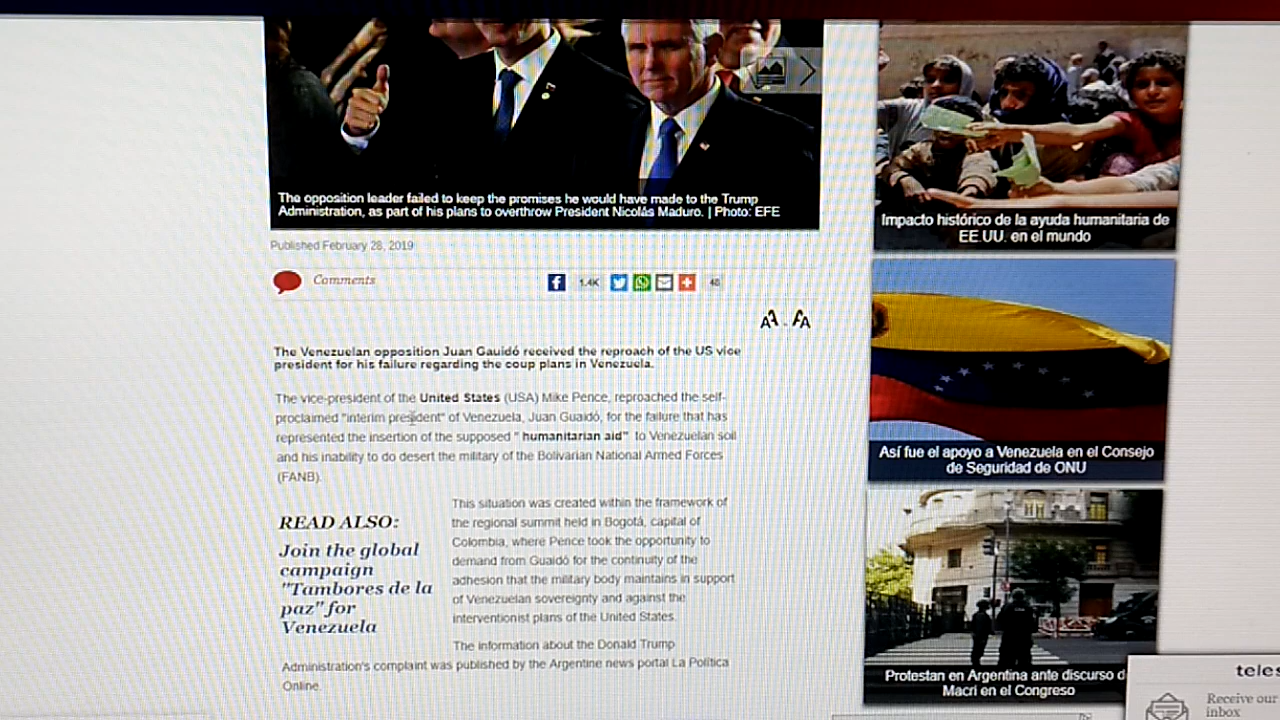 The opposition leader failed to keep the promises he would have made to the Trump
Administration, as part of his plans to overthrow President Nicolás Maduro. | Photo: EFE
Published February 28, 2019
Comments
1.4K
48
A A - A A
The Venezuelan opposition Juan Gauidó received the reproach of the US vice
president for his failure regarding the coup plans in Venezuela.
The vice-president of the United States (USA) Mike Pence, reproached the self-
proclaimed "interim president" of Venezuela, Juan Guaidó, for the failure that has
represented the insertion of the supposed " humanitarian aid" to Venezuelan soil
and his inability to do desert the military of the Bolivarian National Armed Forces
(FANB).
READ ALSO:
Join the global
campaign
"Tambores de la
paz" for
Venezuela
This situation was created within the framework of
the regional summit held in Bogotá, capital of
Colombia, where Pence took the opportunity to
demand from Guaidó for the continuity of the
adhesion that the military body maintains in support
of Venezuelan sovereignty and against the
interventionist plans of the United States.
The information about the Donald Trump
Administration's complaint was published by the Argentine news portal La Política
Online.
Impacto histórico de la ayuda humanitaria de
EE.UU. en el mundo
Así fue el apoyo a Venezuela en el Consejo
de Seguridad de ONU
Protestan en Argentina ante discurso d
Macri en el Congreso
teles
Receive our
inbox